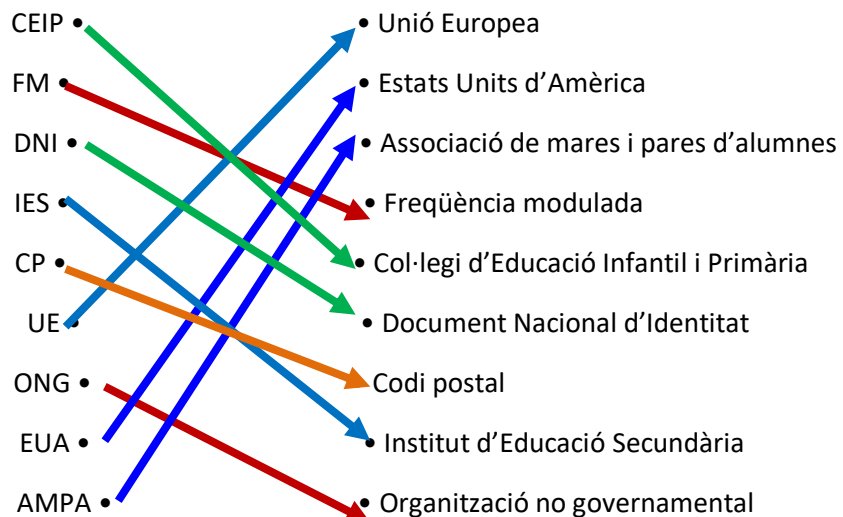 CEIP • • Unió Europea
FM • • Estats Units d’Amèrica
DNI • • Associació de mares i pares d’alumnes
IES • • Freqüència modulada
CP • • Col·legi d’Educació Infantil i Primària
UE • • Document Nacional d’Identitat
ONG • Codi postal
EUA • • Institut d’Educació Secundària
AMPA • • Organització no governamental